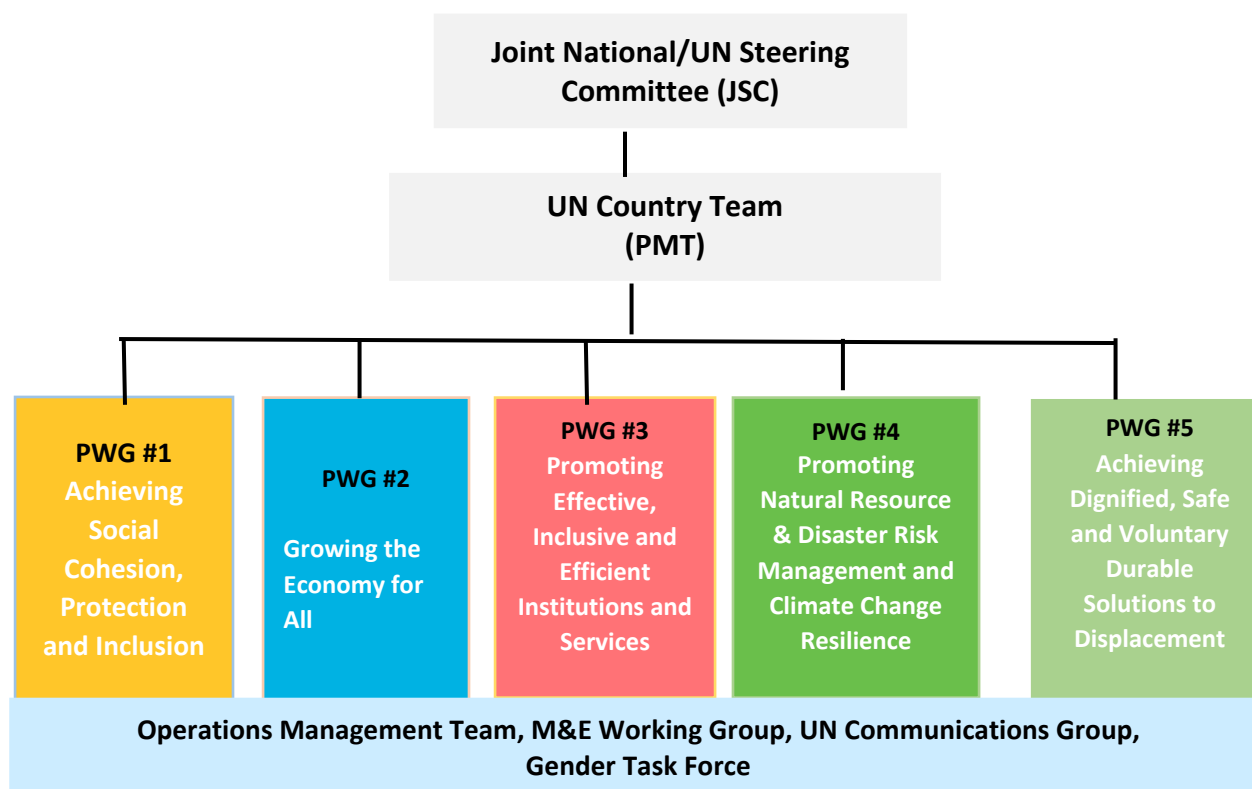 Joint National/UN Steering
Committee (JSC)
UN Country Team
(PMT)
PWG #1
Achieving
Social
Cohesion,
Protection
and Inclusion
PWG #2
Growing the
Economy for
All
PWG #3
Promoting
Effective,
Inclusive and
Efficient
Institutions and
Services
PWG #4
Promoting
Natural Resource
& Disaster Risk
Management and
Climate Change
Resilience
PWG #5
Achieving
Dignified, Safe
and Voluntary
Durable
Solutions to
Displacement
Operations Management Team, M&E Working Group, UN Communications Group,
Gender Task Force